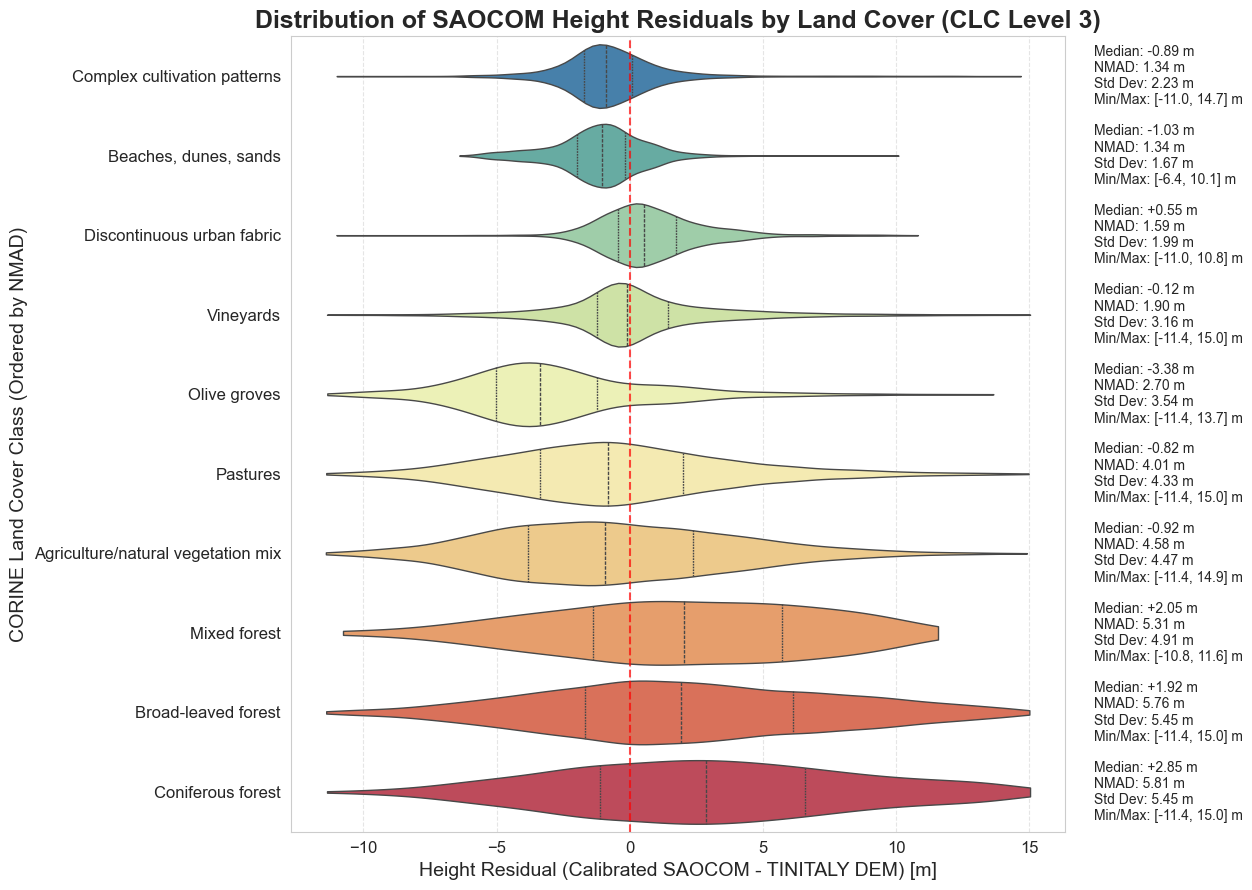 Distribution of SAOCOM Height Residuals by Land Cover (CLC Level 3)
CORINE Land Cover Class (Ordered by NMAD)
Complex cultivation patterns
Median: -0.89 m
NMAD: 1.34 m
Std Dev: 2.23 m
Min/Max: [-11.0, 14.7] m
Beaches, dunes, sands
Median: -1.03 m
NMAD: 1.34 m
Std Dev: 1.67 m
Min/Max: [-6.4, 10.1] m
Discontinuous urban fabric
Median: +0.55 m
NMAD: 1.59 m
Std Dev: 1.99 m
Min/Max: [-11.0, 10.8] m
Vineyards
Median: -0.12 m
NMAD: 1.90 m
Std Dev: 3.16 m
Min/Max: [-11.4, 15.0] m
Olive groves
Median: -3.38 m
NMAD: 2.70 m
Std Dev: 3.54 m
Min/Max: [-11.4, 13.7] m
Pastures
Median: -0.82 m
NMAD: 4.01 m
Std Dev: 4.33 m
Min/Max: [-11.4, 15.0] m
Agriculture/natural vegetation mix
Median: -0.92 m
NMAD: 4.58 m
Std Dev: 4.47 m
Min/Max: [-11.4, 14.9] m
Mixed forest
Median: +2.05 m
NMAD: 5.31 m
Std Dev: 4.91 m
Min/Max: [-10.8, 11.6] m
Broad-leaved forest
Median: +1.92 m
NMAD: 5.76 m
Std Dev: 5.45 m
Min/Max: [-11.4, 15.0] m
Coniferous forest
Median: +2.85 m
NMAD: 5.81 m
Std Dev: 5.45 m
Min/Max: [-11.4, 15.0] m
−10 −5 0 5 10 15
Height Residual (Calibrated SAOCOM - TINITALY DEM) [m]